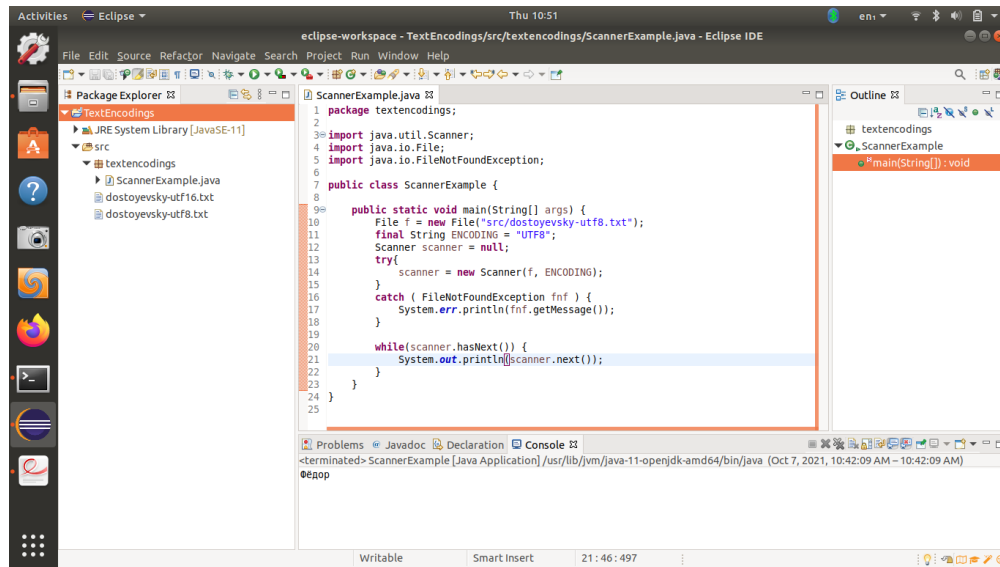 Activities Eclipse Thu 10:51 en₁
eclipse-workspace - TextEncodings/src/textencodings/ScannerExample.java - Eclipse IDE
File Edit Source Refactor Navigate Search Project Run Window Help
Package Explorer
TextEncodings
JRE System Library [JavaSE-11]
src
textencodings
ScannerExample.java
dostoyevsky-utf16.txt
dostoyevsky-utf8.txt
ScannerExample.java
1 package textencodings;
2
3 import java.util.Scanner;
4 import java.io.File;
5 import java.io.FileNotFoundException;
6
7 public class ScannerExample {
8
9 public static void main(String[] args) {
10 File f = new File("src/dostoyevsky-utf8.txt");
11 final String ENCODING = "UTF8";
12 Scanner scanner = null;
13 try{
14 scanner = new Scanner(f, ENCODING);
15 }
16 catch ( FileNotFoundException fnf ) {
17 System.err.println(fnf.getMessage());
18 }
19
20 while(scanner.hasNext()) {
21 System.out.println(scanner.next());
22 }
23 }
24 }
25
Outline
textencodings
ScannerExample
main(String[]) : void
Problems Javadoc Declaration Console
<terminated> ScannerExample [Java Application] /usr/lib/jvm/java-11-openjdk-amd64/bin/java (Oct 7, 2021, 10:42:09 AM – 10:42:09 AM)
Фёдор
Writable Smart Insert 21 : 46 : 497